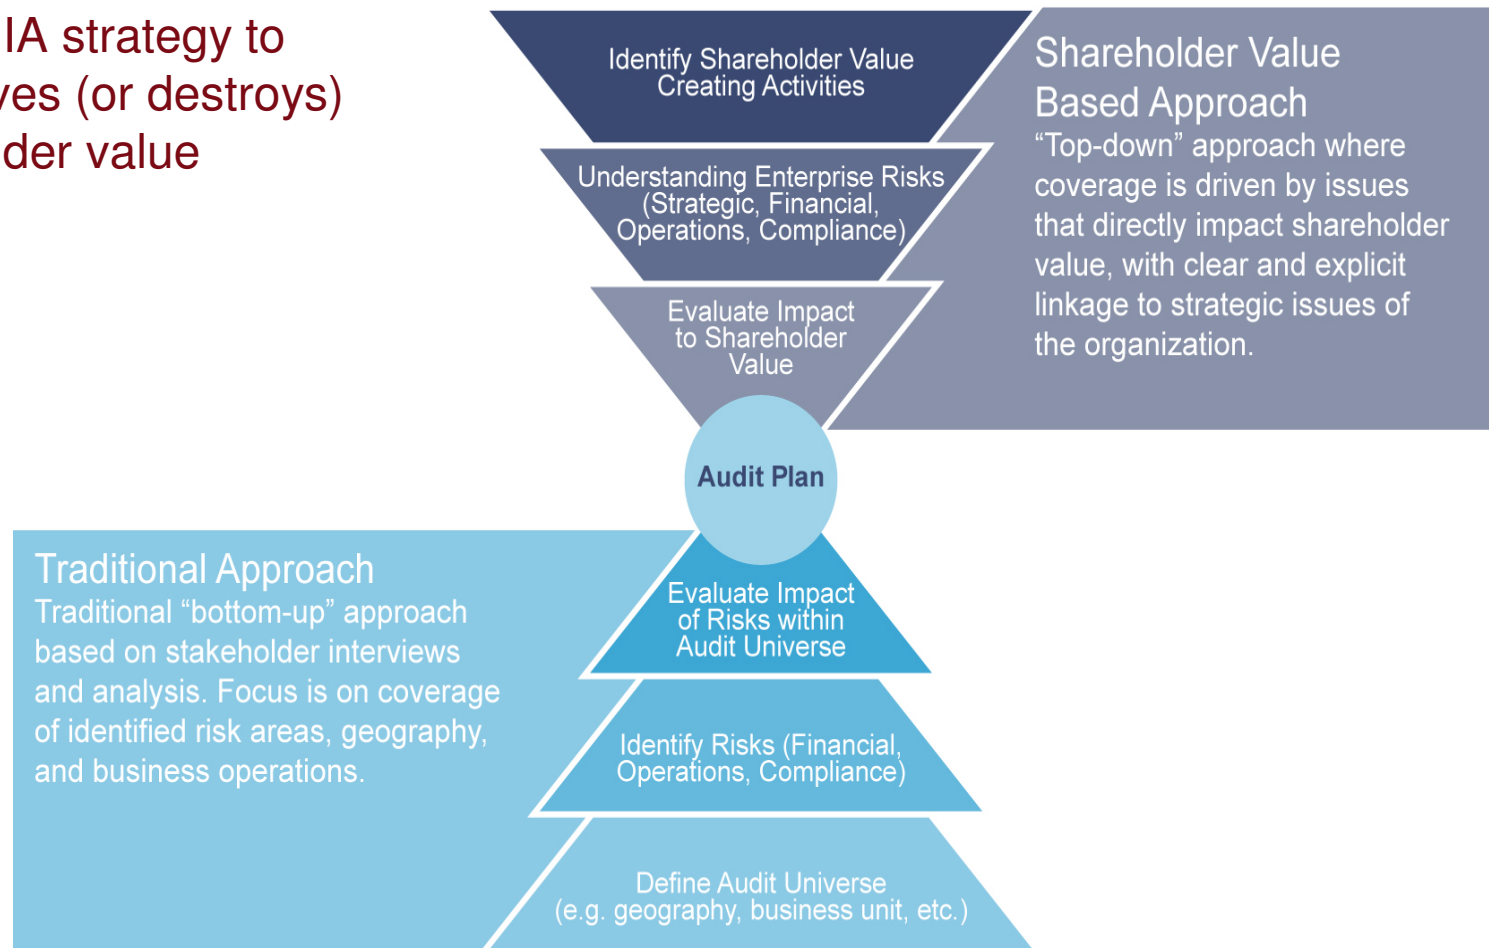 IA strategy to
ves (or destroys)
der value
Identify Shareholder Value
Creating Activities
Understanding Enterprise Risks
(Strategic, Financial,
Operations, Compliance)
Evaluate Impact
to Shareholder
Value
Shareholder Value
Based Approach
“Top-down” approach where
coverage is driven by issues
that directly impact shareholder
value, with clear and explicit
linkage to strategic issues of
the organization.
Audit Plan
Traditional Approach
Traditional “bottom-up” approach
based on stakeholder interviews
and analysis. Focus is on coverage
of identified risk areas, geography,
and business operations.
Evaluate Impact
of Risks within
Audit Universe
Identify Risks (Financial,
Operations, Compliance)
Define Audit Universe
(e.g. geography, business unit, etc.)